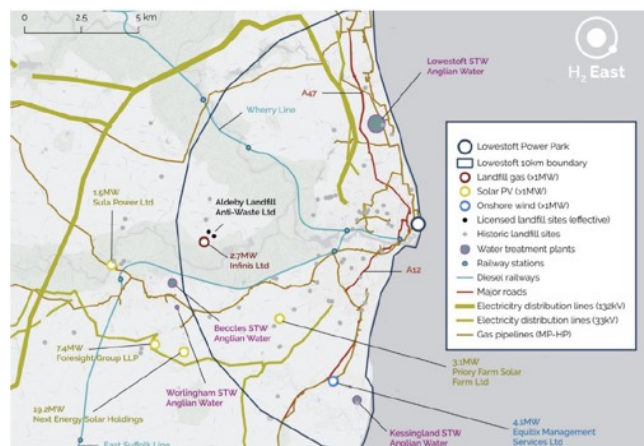 0 2.5 5 km
H₂ East
Lowestoft STW
Anglian Water
A47
Wherry Line
1.5MW
Sula Power Ltd
Aldeby Landfill
Anti-Waste Ltd
2.7MW
Infinis Ltd
A12
Beccles STW
Anglian Water
7.4MW
Foresight Group LLP
Worlingham STW
Anglian Water
19.2MW
Next Energy Solar Holdings
East Suffolk Line
3.1MW
Priory Farm Solar
Farm Ltd
4.1MW
Equitix Management
Services Ltd
Kessingland STW
Anglian Water
Lowestoft Power Park
Lowestoft 10km boundary
Landfill gas (>1MW)
Solar PV (>1MW)
Onshore wind (>1MW)
Licensed landfill sites (effective)
Historic landfill sites
Water treatment plants
Railway stations
Diesel railways
Major roads
Electricitry distribution lines (132kV)
Electricity distribution lines (33kV)
Gas pipelines (MP-HP)